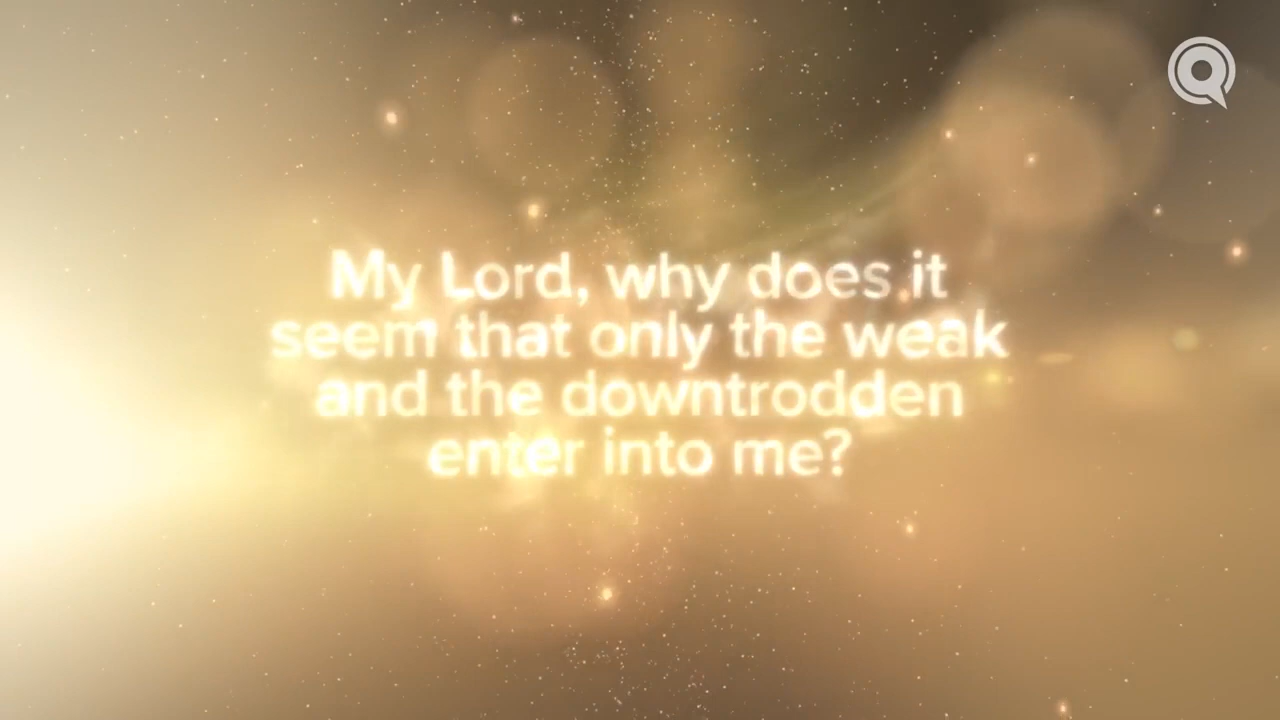 My Lord, why does it
seem that only the weak
and the downtrodden
enter into me?